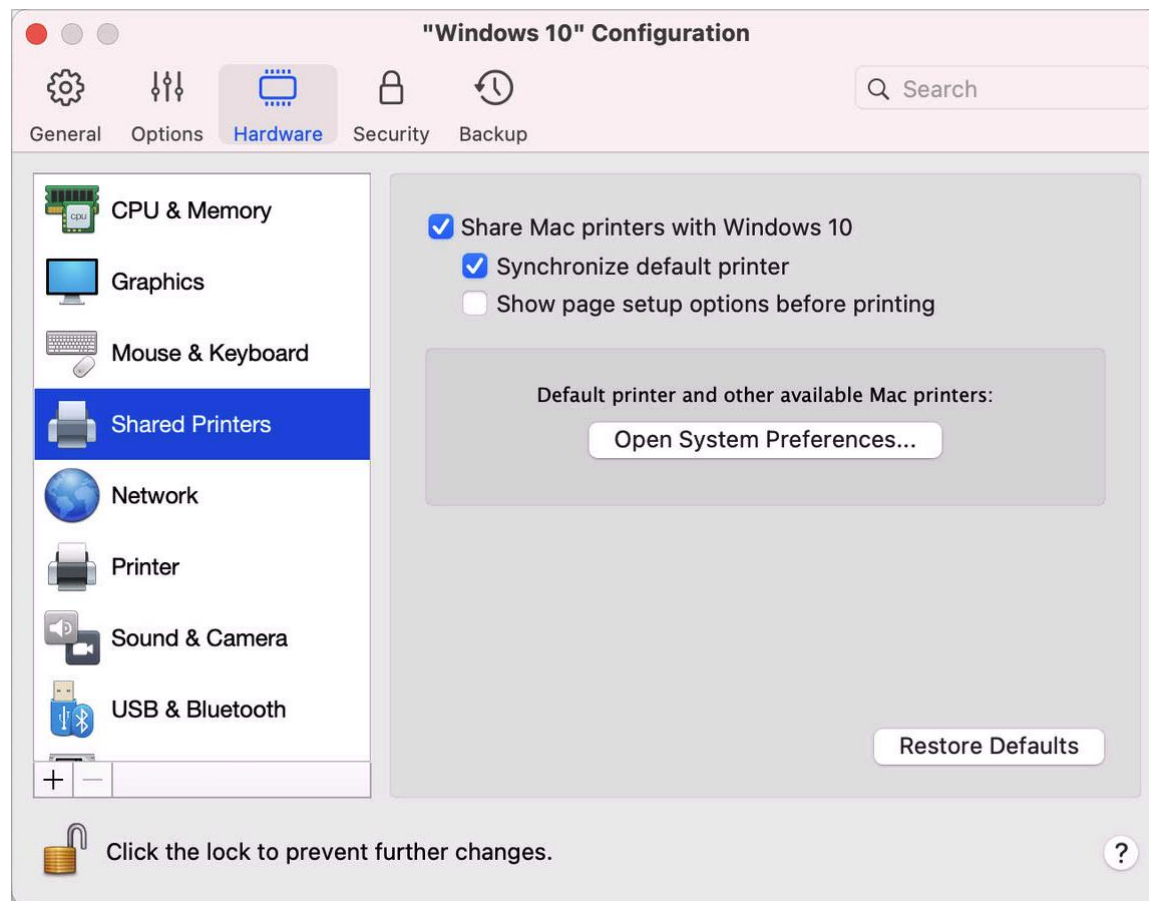 "Windows 10" Configuration
General Options Hardware Security Backup
Search
CPU & Memory
Graphics
Mouse & Keyboard
Shared Printers
Network
Printer
Sound & Camera
USB & Bluetooth
Share Mac printers with Windows 10
Synchronize default printer
Show page setup options before printing
Default printer and other available Mac printers:
Open System Preferences...
Restore Defaults
Click the lock to prevent further changes.
?